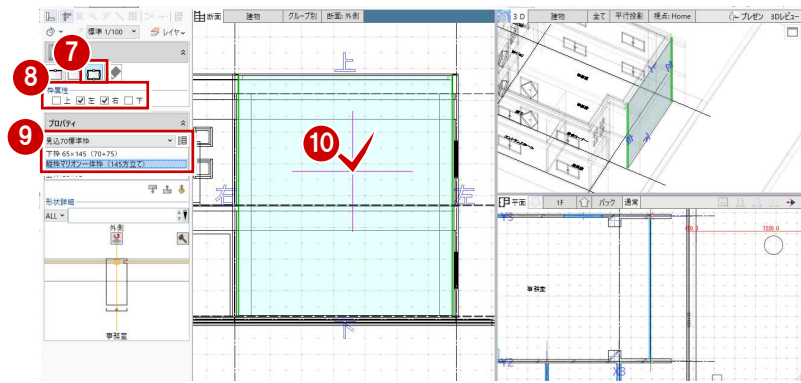 標準 1/100
レイヤ
7
8
枠属性
上 左 右 下
9
プロパティ
見込70標準枠
下枠 65×145 (70+75)
縦枠マリオン一体枠 (145方立て)
形状詳細
ALL
外側
事務室
断面 建物 グループ別 断面: 外側
上
10
右
左
下
3D 建物 全て 平行投影 視点: Home プレゼン 3Dレビュー
平面 1F バック 通常
Y3
7220.0
事務室
Y2
X3